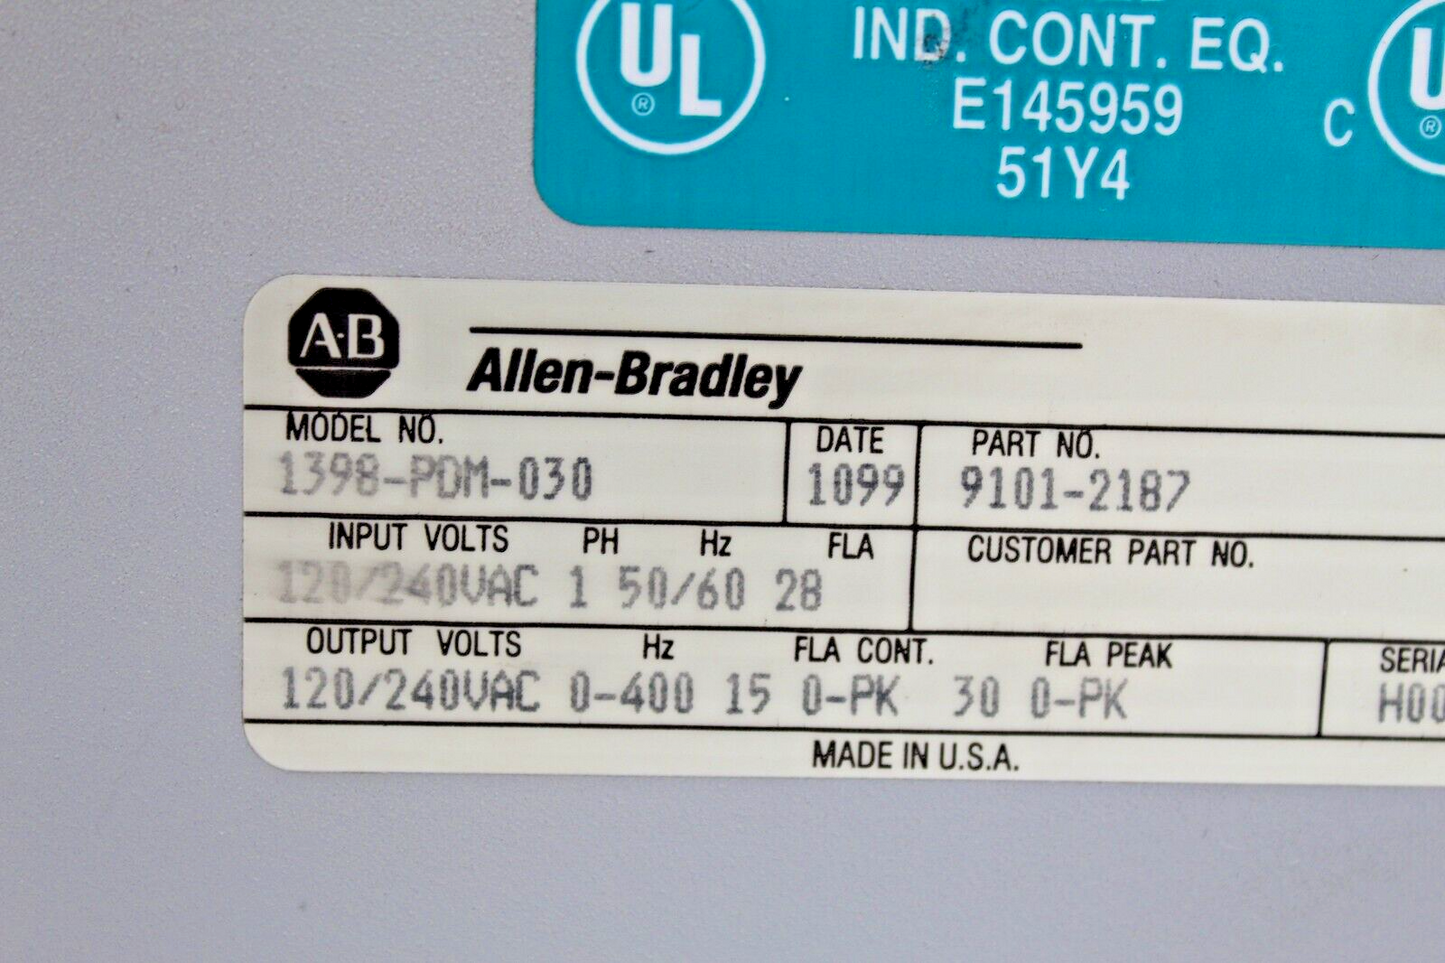 UL
®
IND. CONT. EQ.
E145959
51Y4
C
®
A·B
Allen-Bradley
MODEL NO. DATE PART NO.
1398-PDM-030 1099 9101-2187
INPUT VOLTS PH Hz FLA CUSTOMER PART NO.
120/240VAC 1 50/60 28
OUTPUT VOLTS Hz FLA CONT. FLA PEAK
120/240VAC 0-400 15 0-PK 30 0-PK
MADE IN U.S.A.